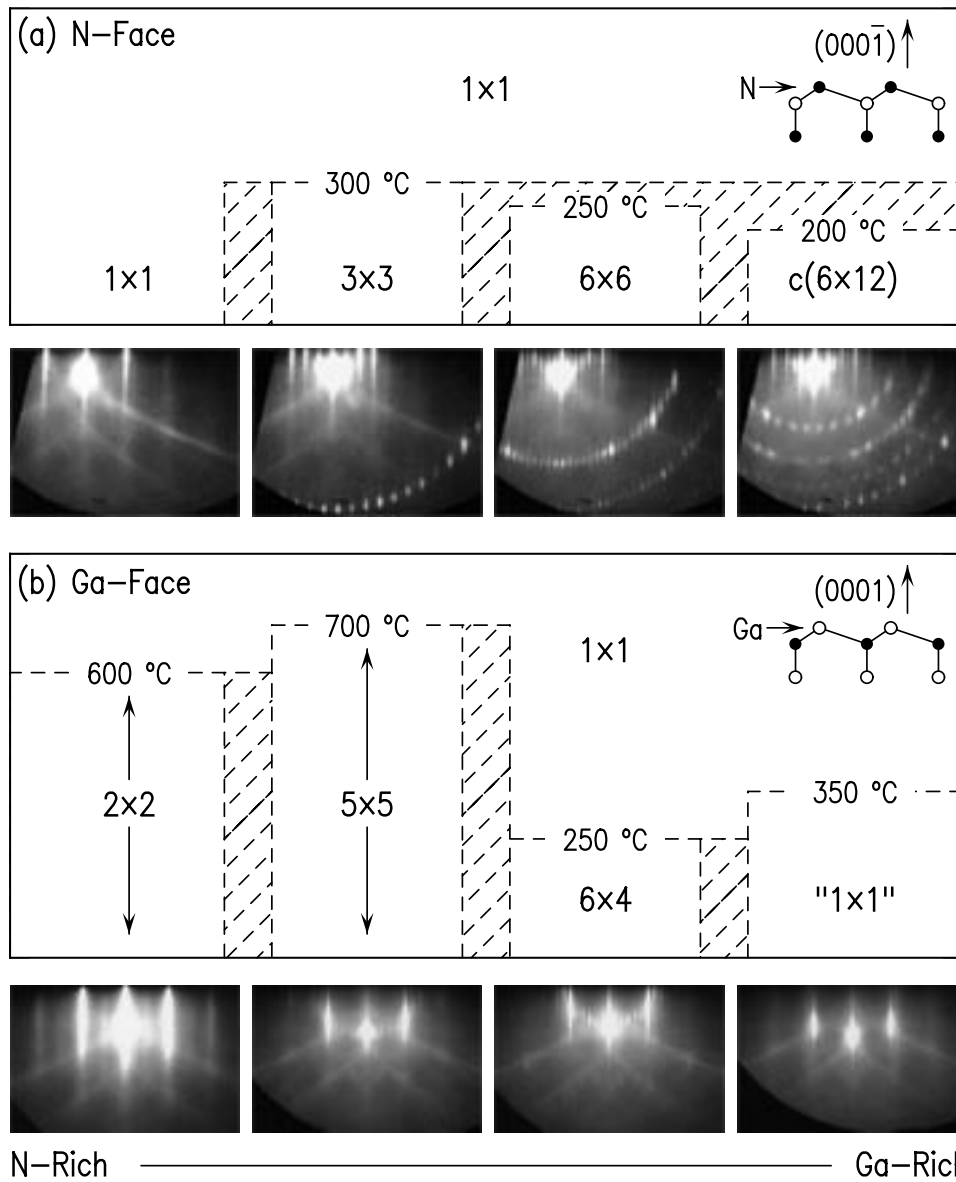 (a) N-Face
(0001̄)
1×1
N
300 °C
250 °C
200 °C
1×1
3×3
6×6
c(6×12)
(b) Ga-Face
(0001)
700 °C
Ga
1×1
600 °C
2×2
5×5
350 °C
250 °C
6×4
"1×1"
N-Rich
Ga-Rich